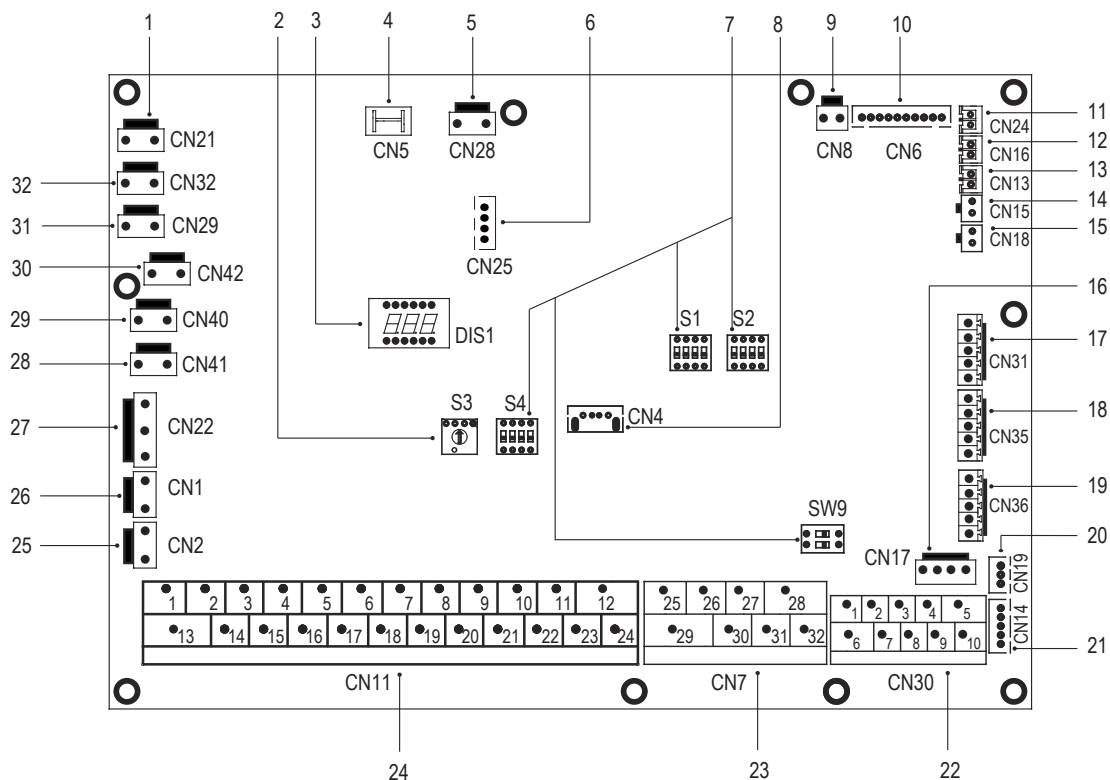 1 2 3 4 5 6 7 8 9 10
CN21 CN5 CN28 CN8 CN6 CN24 11
CN16 12
32 CN32 CN13 13
31 CN29 CN15 14
CN25 CN18 15
30 CN42
16
29 CN40 DIS1 S1 S2
28 CN41 CN31 17
27 CN22 S3 S4 CN4 CN35 18
26 CN1 CN36 19
25 CN2 SW9 20
CN17 CN19
1 2 3 4 5 6 7 8 9 10 11 12 25 26 27 28 1 2 3 4 5 CN14
13 14 15 16 17 18 19 20 21 22 23 24 29 30 31 32 6 7 8 9 10 21
CN11 CN7 CN30
24 23 22